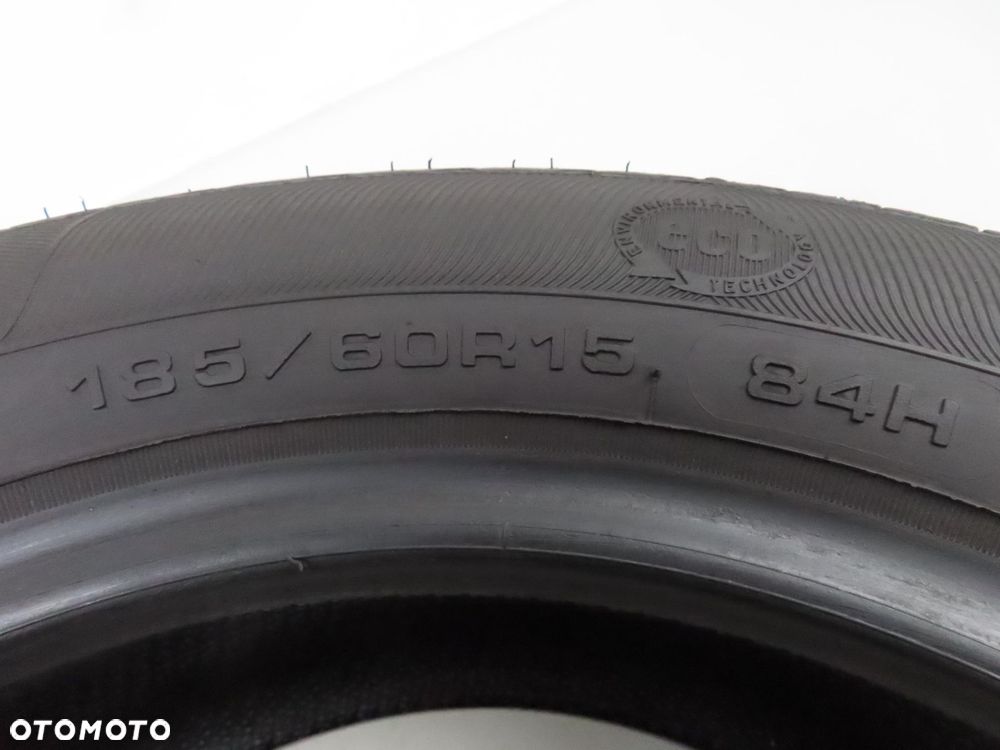 ENVIRONMENTAL
eco
TECHNOLOGY
185/60R15 84H
OTOMOTO